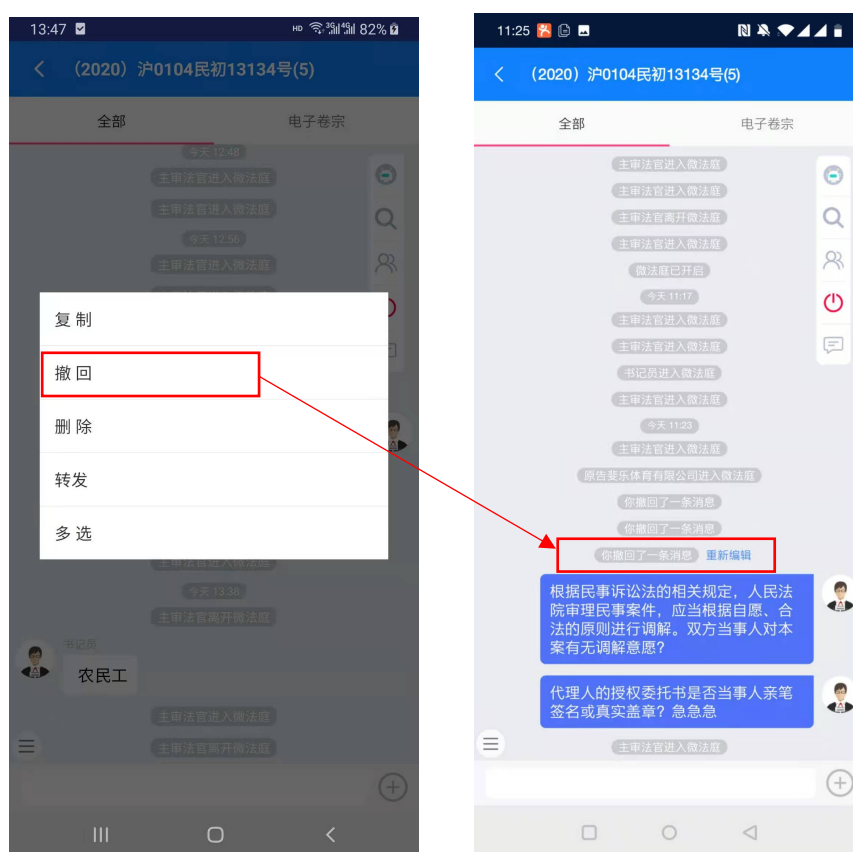 13:47
HD 3G 4G 82%
（2020）沪0104民初13134号(5)
全部
电子卷宗
今天 12:48
主审法官进入微法庭
主审法官进入微法庭
今天 12:56
主审法官进入微法庭
复制
撤回
删除
转发
多选
今天 13:38
主审法官离开微法庭
书记员
农民工
主审法官进入微法庭
主审法官离开微法庭
11:25
（2020）沪0104民初13134号(5)
全部
电子卷宗
主审法官进入微法庭
主审法官进入微法庭
主审法官离开微法庭
主审法官进入微法庭
微法庭已开启
今天 11:17
主审法官进入微法庭
主审法官进入微法庭
书记员进入微法庭
主审法官进入微法庭
今天 11:23
主审法官进入微法庭
原告斐乐体育有限公司进入微法庭
你撤回了一条消息
你撤回了一条消息
你撤回了一条消息 重新编辑
根据民事诉讼法的相关规定，人民法
院审理民事案件，应当根据自愿、合
法的原则进行调解。双方当事人对本
案有无调解意愿？
代理人的授权委托书是否当事人亲笔
签名或真实盖章？急急急
主审法官进入微法庭